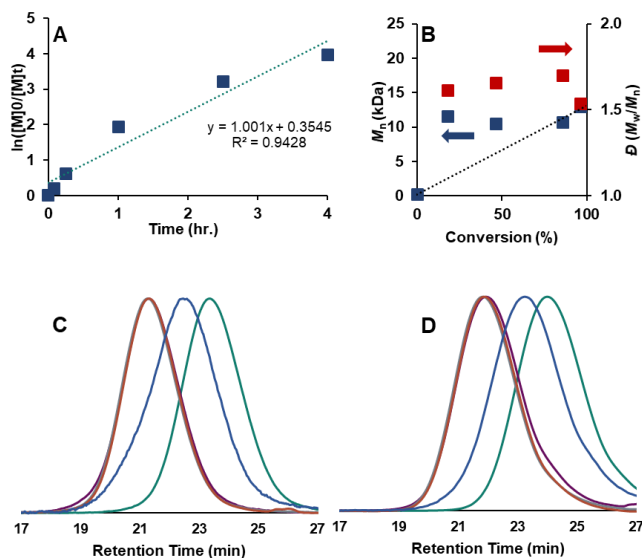 A
ln([M]0/[M]t)
5
4
3
2
1
0
y = 1.001x + 0.3545
R² = 0.9428
0
1
2
3
4
Time (hr.)
B
Mn (kDa)
25
20
15
10
5
0
2.0
1.5
1.0
Đ (Mw/Mn)
0
50
100
Conversion (%)
C
17
19
21
23
25
27
Retention Time (min)
D
17
19
21
23
25
27
Retention Time (min)